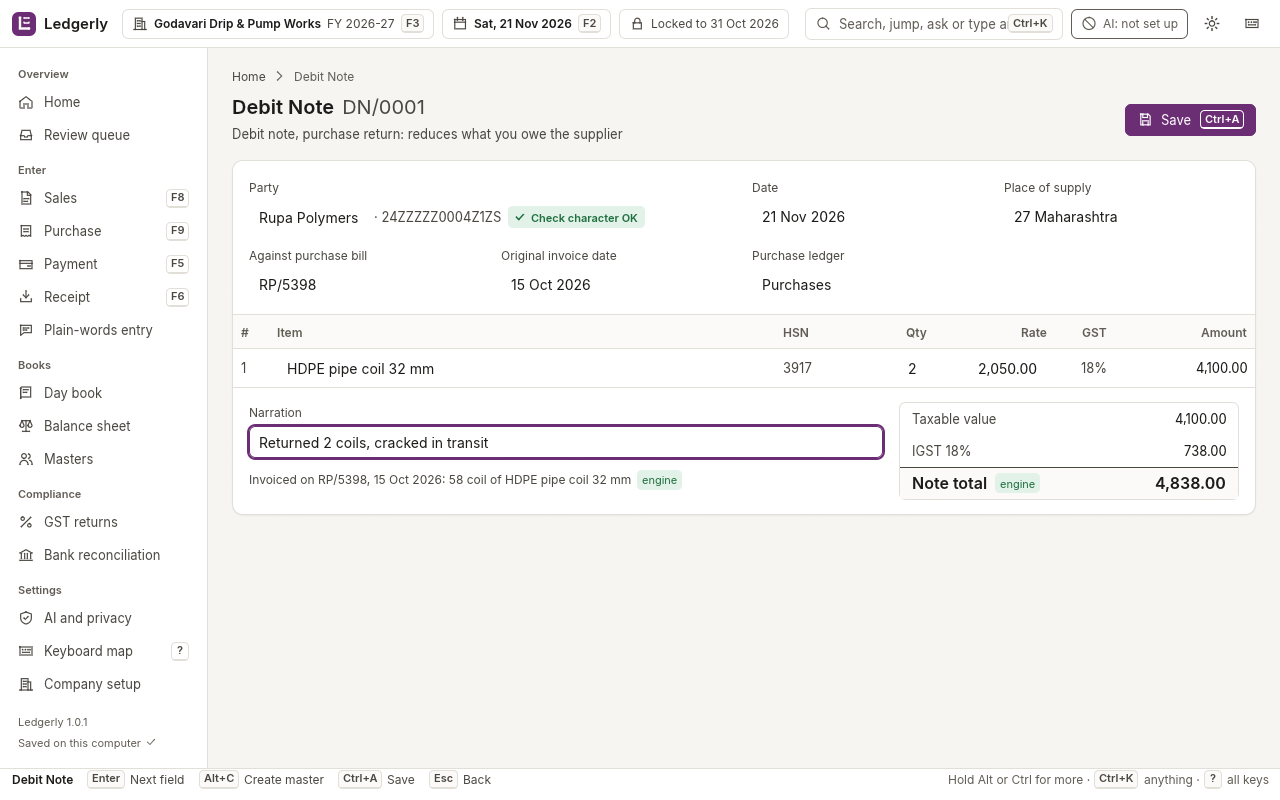 Ledgerly
Godavari Drip & Pump Works FY 2026-27 F3
Sat, 21 Nov 2026 F2
Locked to 31 Oct 2026
Search, jump, ask or type a Ctrl+K
AI: not set up
Overview
Home
Review queue
Enter
Sales F8
Purchase F9
Payment F5
Receipt F6
Plain-words entry
Books
Day book
Balance sheet
Masters
Compliance
GST returns
Bank reconciliation
Settings
AI and privacy
Keyboard map ?
Company setup
Ledgerly 1.0.1
Saved on this computer
Home Debit Note
Debit Note DN/0001
Debit note, purchase return: reduces what you owe the supplier
Save Ctrl+A
Party Date Place of supply
Rupa Polymers · 24ZZZZZ0004Z1ZS Check character OK 21 Nov 2026 27 Maharashtra
Against purchase bill Original invoice date Purchase ledger
RP/5398 15 Oct 2026 Purchases
# Item HSN Qty Rate GST Amount
1 HDPE pipe coil 32 mm 3917 2 2,050.00 18% 4,100.00
Narration
Returned 2 coils, cracked in transit
Invoiced on RP/5398, 15 Oct 2026: 58 coil of HDPE pipe coil 32 mm engine
Taxable value 4,100.00
IGST 18% 738.00
Note total engine 4,838.00
Debit Note Enter Next field Alt+C Create master Ctrl+A Save Esc Back
Hold Alt or Ctrl for more · Ctrl+K anything · ? all keys